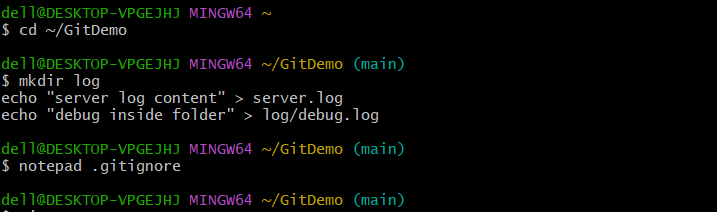 dell@DESKTOP-VPGEJHJ MINGW64 ~
$ cd ~/GitDemo
dell@DESKTOP-VPGEJHJ MINGW64 ~/GitDemo (main)
$ mkdir log
echo "server log content" > server.log
echo "debug inside folder" > log/debug.log
dell@DESKTOP-VPGEJHJ MINGW64 ~/GitDemo (main)
$ notepad .gitignore
dell@DESKTOP-VPGEJHJ MINGW64 ~/GitDemo (main)